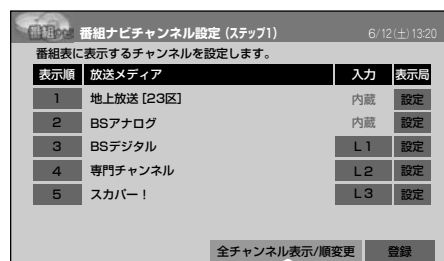 番組ナビ 番組ナビチャンネル設定 (ステップ1) 6/12(土)13:20
番組表に表示するチャンネルを設定します。
表示順 放送メディア 入力 表示局
1 地上放送 [23区] 内蔵 設定
2 BSアナログ 内蔵 設定
3 BSデジタル L1 設定
4 専門チャンネル L2 設定
5 スカパー! L3 設定
全チャンネル表示/順変更 登録